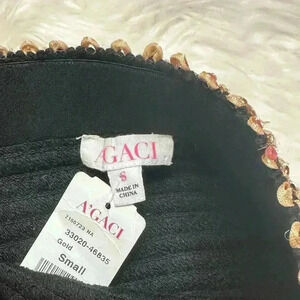 A'GACI
S
MADE IN
CHINA
A'GACI
33020-46835
Gold
Small